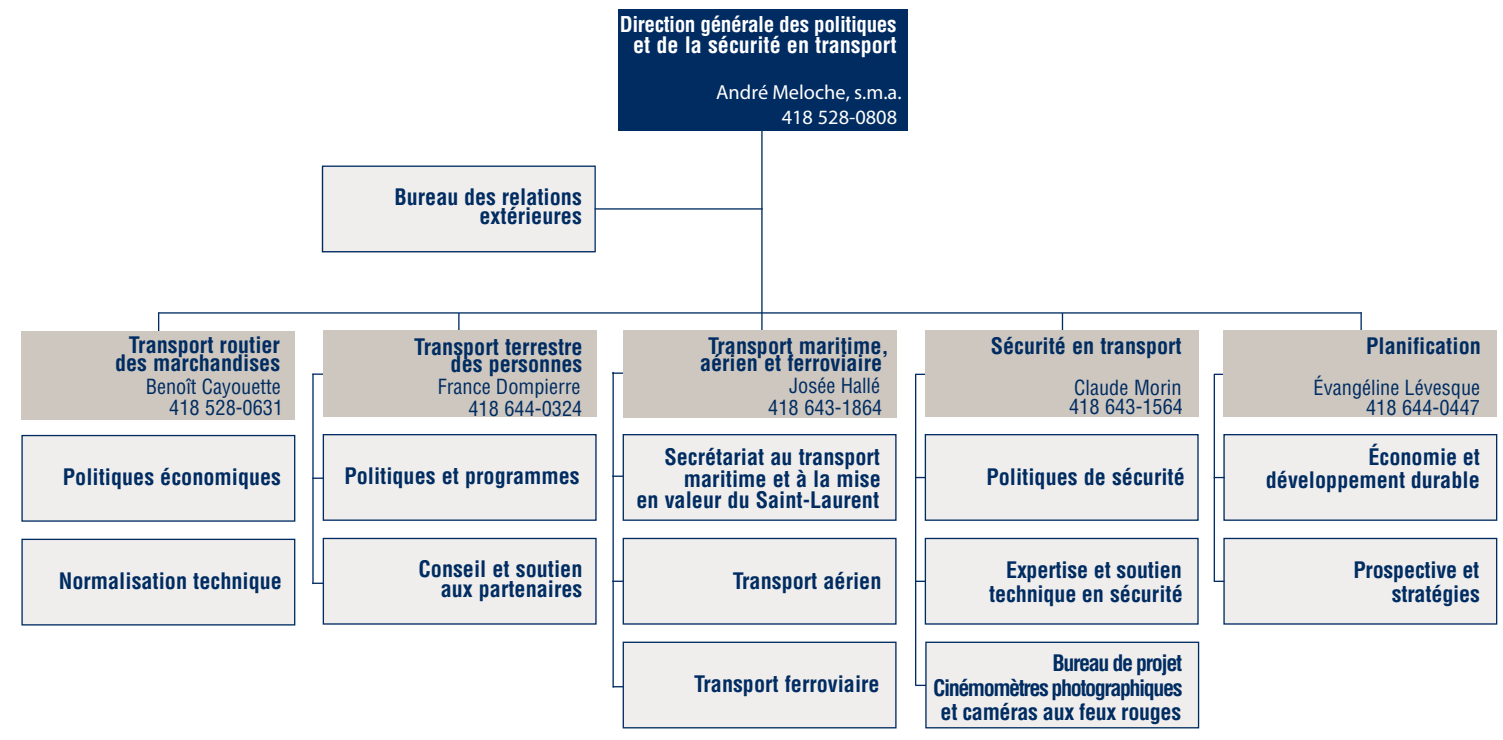 Direction générale des politiques
et de la sécurité en transport
André Meloche, s.m.a.
418 528-0808
Bureau des relations
extérieures
Transport routier
des marchandises
Benoît Cayouette
418 528-0631
Politiques économiques
Normalisation technique
Transport terrestre
des personnes
France Dompierre
418 644-0324
Politiques et programmes
Conseil et soutien
aux partenaires
Transport maritime,
aérien et ferroviaire
Josée Hallé
418 643-1864
Secrétariat au transport
maritime et à la mise
en valeur du Saint-Laurent
Transport aérien
Transport ferroviaire
Sécurité en transport
Claude Morin
418 643-1564
Politiques de sécurité
Expertise et soutien
technique en sécurité
Bureau de projet
Cinémomètres photographiques
et caméras aux feux rouges
Planification
Évangéline Lévesque
418 644-0447
Économie et
développement durable
Prospective et
stratégies